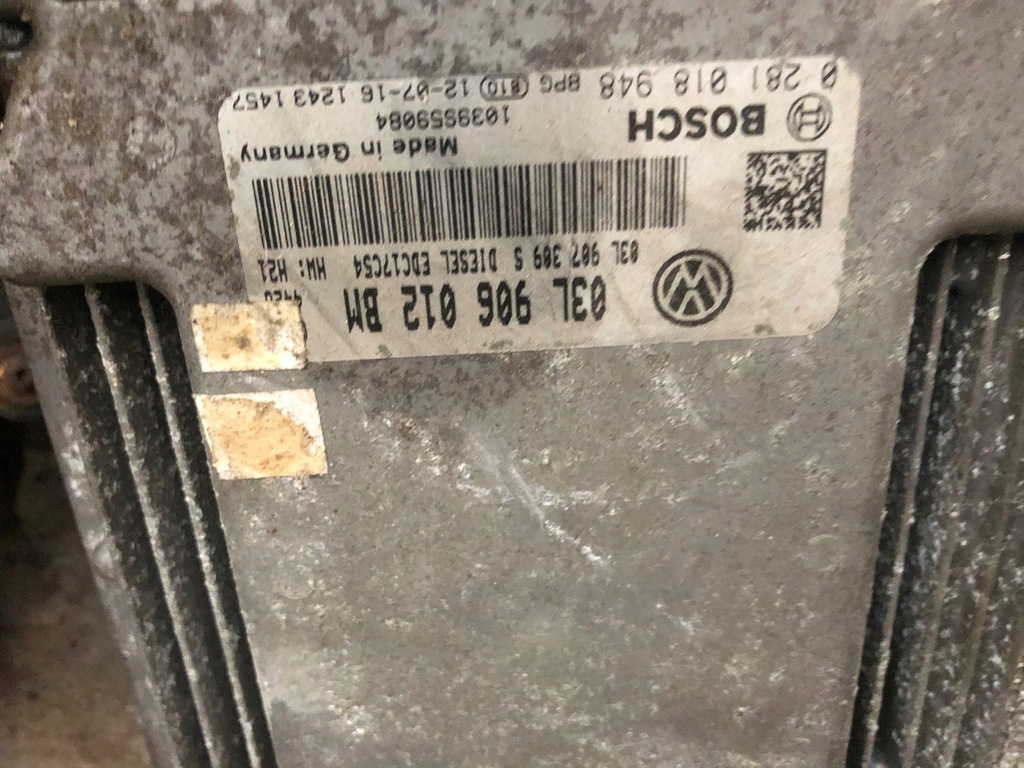 03L 906 012 BM
03L 907 309 S DIESEL EDC17C54 HW: H21
Made in Germany
BOSCH 1039S59084
0 281 018 948 BPG R10 12-07-16 1243 1457